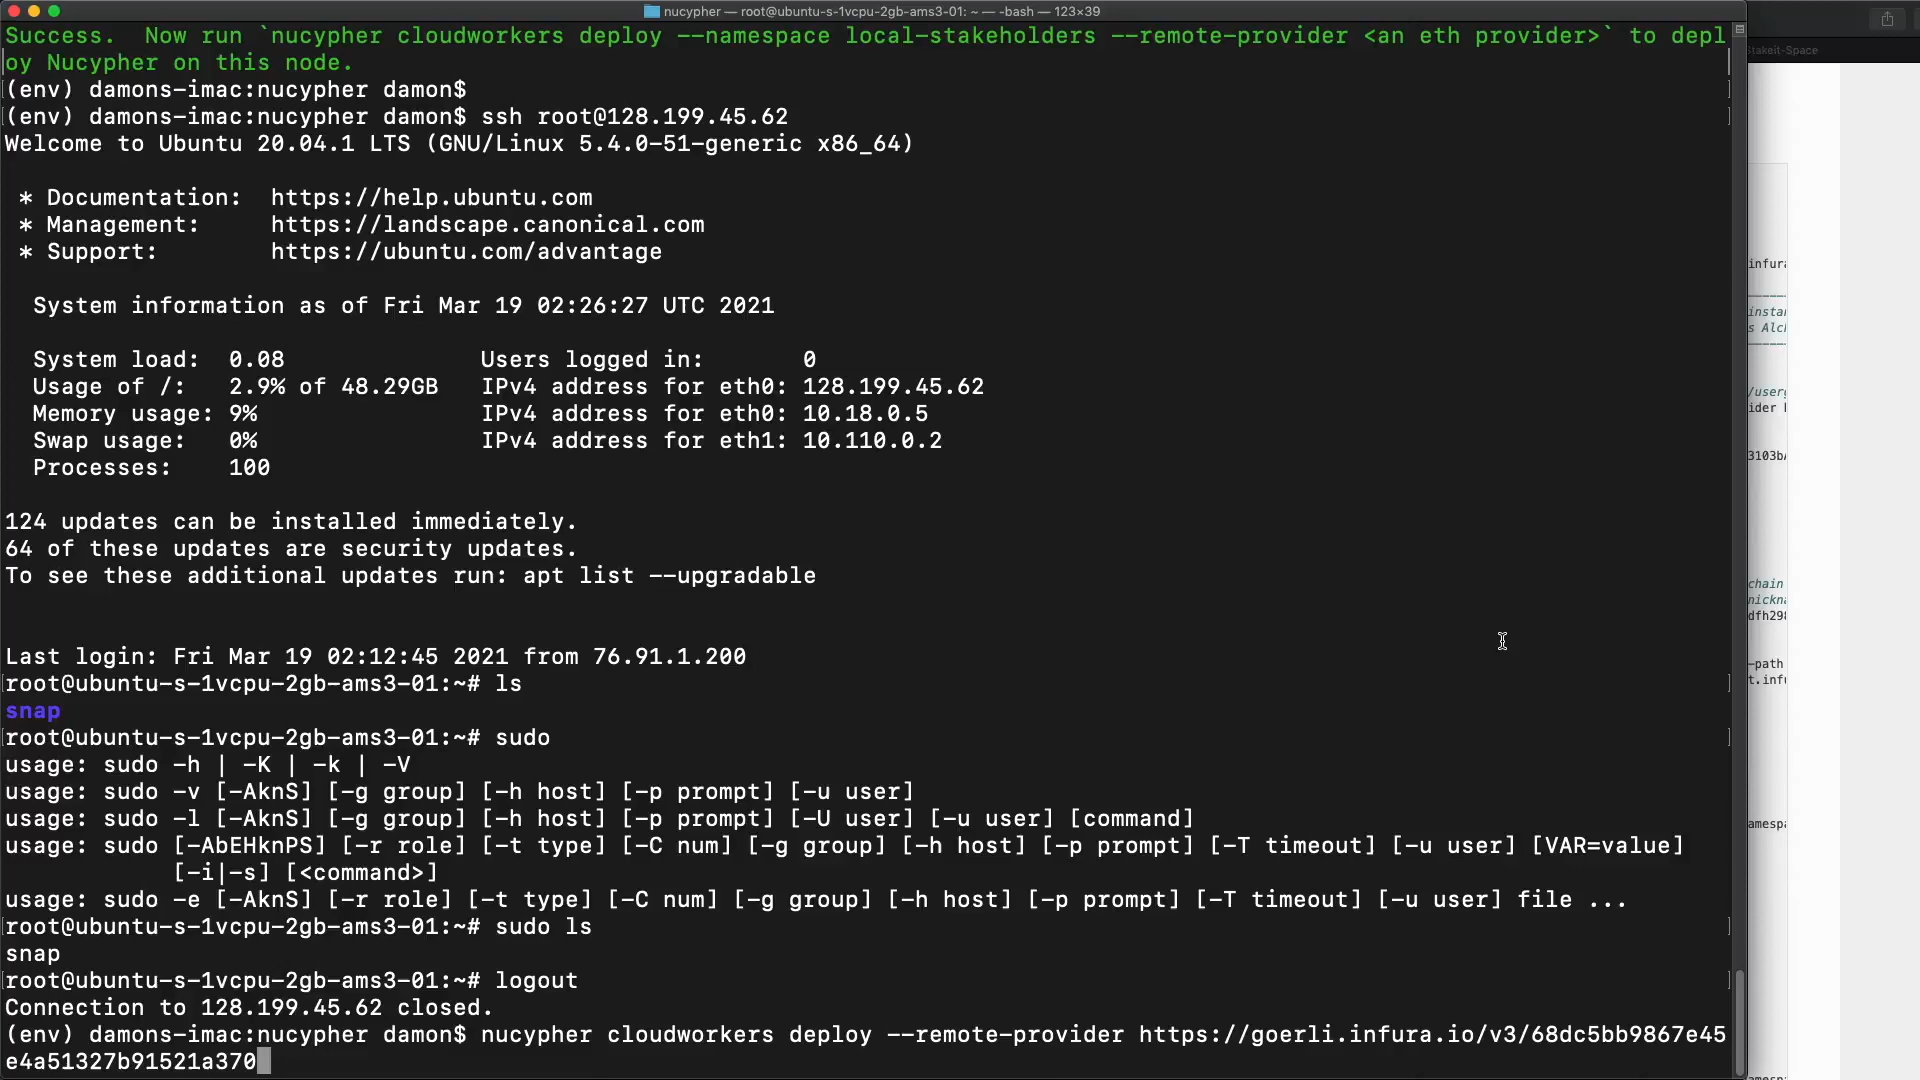 nucypher — root@ubuntu-s-1vcpu-2gb-ams3-01: ~ — -bash — 123×39
Success.  Now run `nucypher cloudworkers deploy --namespace local-stakeholders --remote-provider <an eth provider>` to depl
oy Nucypher on this node.
(env) damons-imac:nucypher damon$
(env) damons-imac:nucypher damon$ ssh root@128.199.45.62
Welcome to Ubuntu 20.04.1 LTS (GNU/Linux 5.4.0-51-generic x86_64)
* Documentation:  https://help.ubuntu.com
* Management:     https://landscape.canonical.com
* Support:        https://ubuntu.com/advantage
System information as of Fri Mar 19 02:26:27 UTC 2021
System load:  0.08              Users logged in:       0
Usage of /:   2.9% of 48.29GB   IPv4 address for eth0: 128.199.45.62
Memory usage: 9%                IPv4 address for eth0: 10.18.0.5
Swap usage:   0%                IPv4 address for eth1: 10.110.0.2
Processes:    100
124 updates can be installed immediately.
64 of these updates are security updates.
To see these additional updates run: apt list --upgradable
Last login: Fri Mar 19 02:12:45 2021 from 76.91.1.200
root@ubuntu-s-1vcpu-2gb-ams3-01:~# ls
snap
root@ubuntu-s-1vcpu-2gb-ams3-01:~# sudo
usage: sudo -h | -K | -k | -V
usage: sudo -v [-AknS] [-g group] [-h host] [-p prompt] [-u user]
usage: sudo -l [-AknS] [-g group] [-h host] [-p prompt] [-U user] [-u user] [command]
usage: sudo [-AbEHknPS] [-r role] [-t type] [-C num] [-g group] [-h host] [-p prompt] [-T timeout] [-u user] [VAR=value]
[-i|-s] [<command>]
usage: sudo -e [-AknS] [-r role] [-t type] [-C num] [-g group] [-h host] [-p prompt] [-T timeout] [-u user] file ...
root@ubuntu-s-1vcpu-2gb-ams3-01:~# sudo ls
snap
root@ubuntu-s-1vcpu-2gb-ams3-01:~# logout
Connection to 128.199.45.62 closed.
(env) damons-imac:nucypher damon$ nucypher cloudworkers deploy --remote-provider https://goerli.infura.io/v3/68dc5bb9867e45
e4a51327b91521a370
takeit-Space
infura
instan
s Alch
/userg
ider h
3103bA
chain
nickna
dfh298
-path
t.infu
amespa